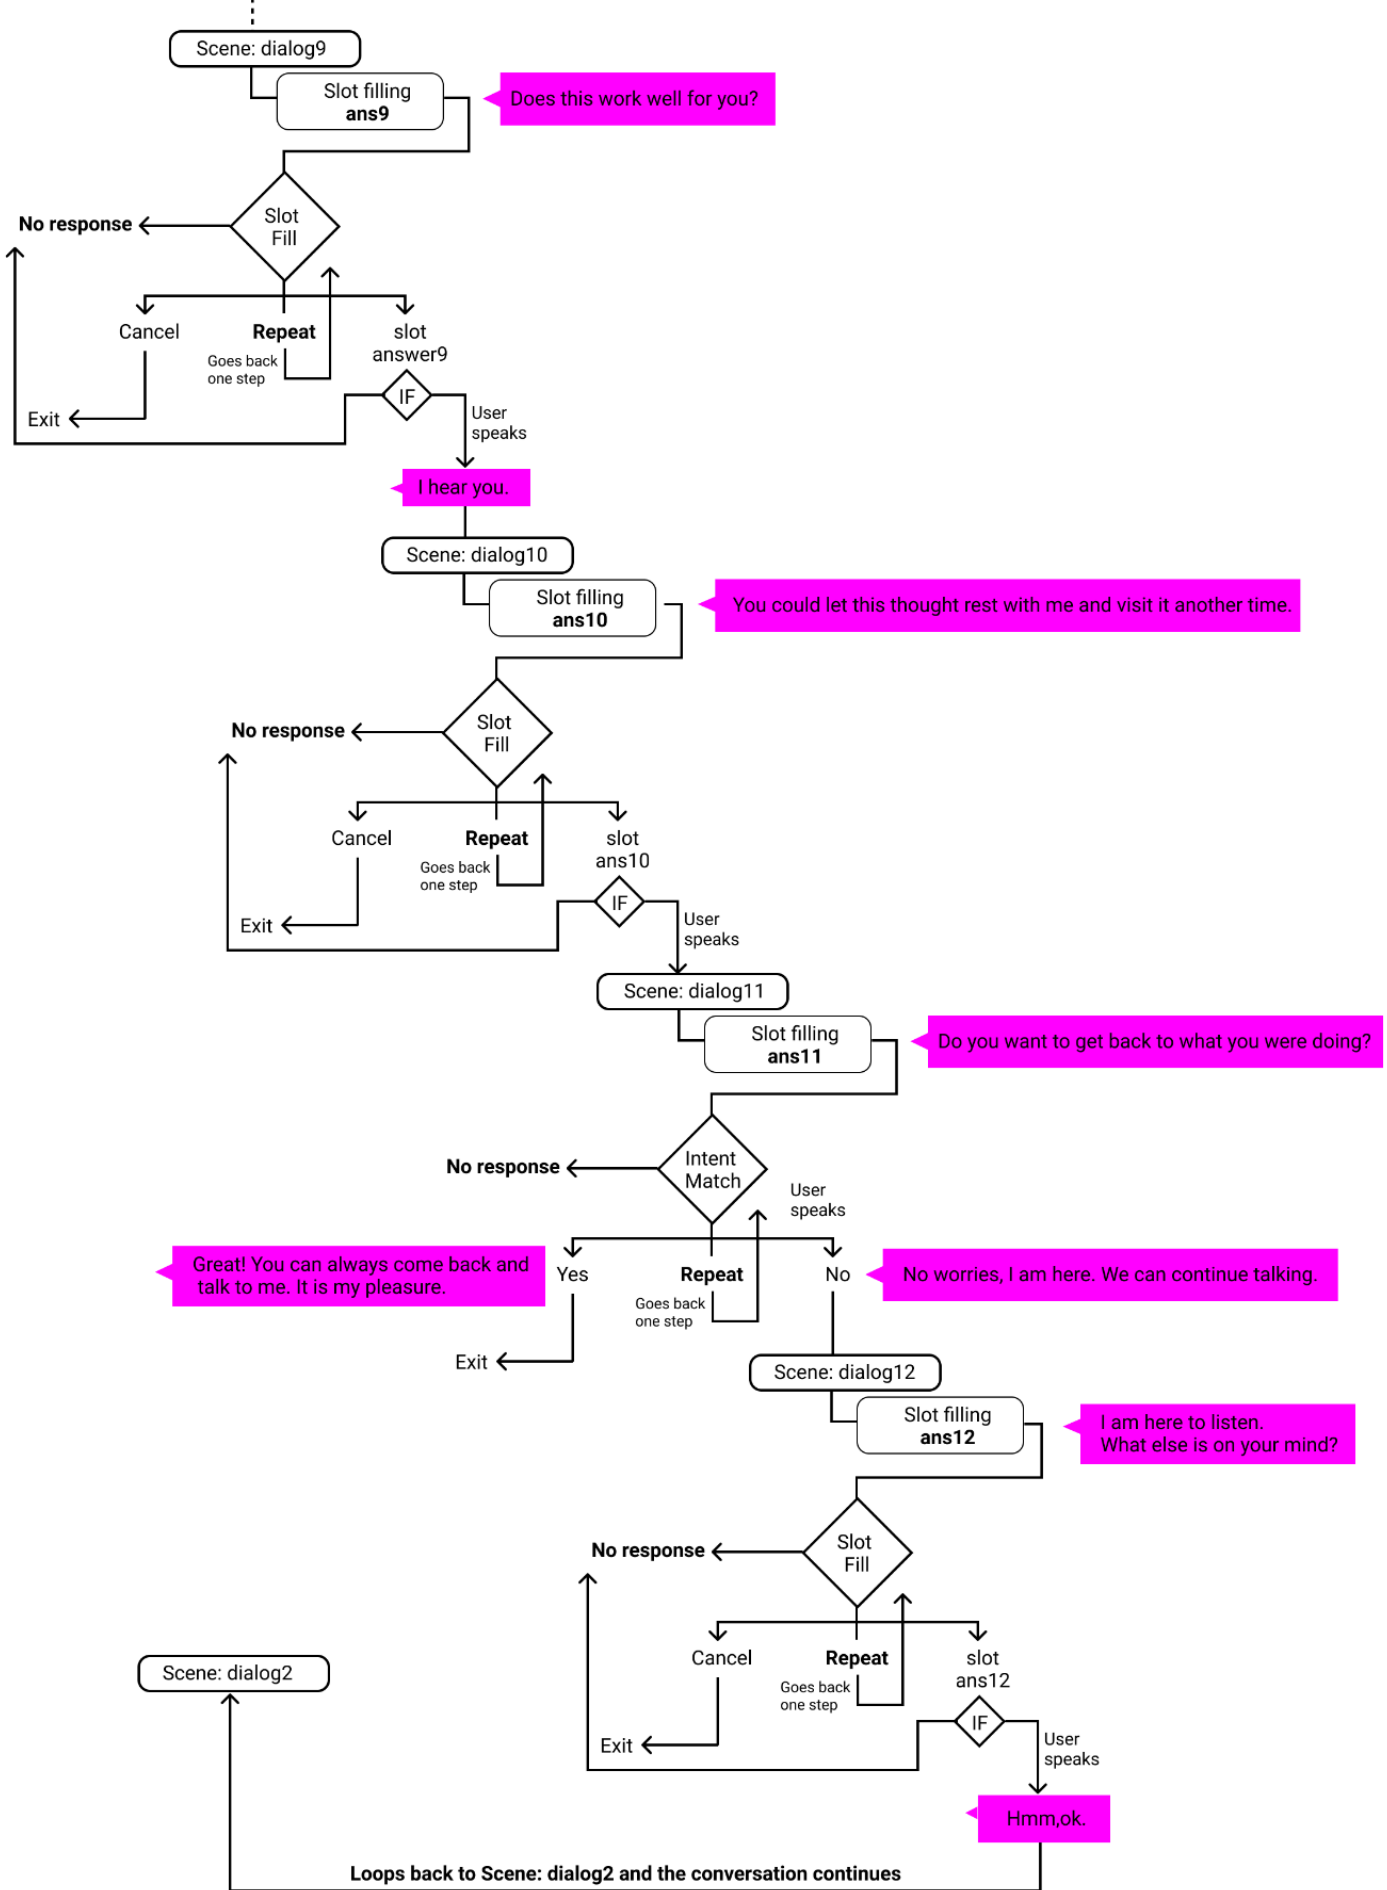 Scene: dialog9
Slot filling
ans9
Does this work well for you?
Slot
Fill
No response
Cancel
Repeat
slot
answer9
Goes back
one step
IF
Exit
User
speaks
I hear you.
Scene: dialog10
Slot filling
ans10
You could let this thought rest with me and visit it another time.
Slot
Fill
No response
Cancel
Repeat
slot
ans10
Goes back
one step
IF
Exit
User
speaks
Scene: dialog11
Slot filling
ans11
Do you want to get back to what you were doing?
Intent
Match
No response
User
speaks
Great! You can always come back and
talk to me. It is my pleasure.
Yes
Repeat
No
No worries, I am here. We can continue talking.
Goes back
one step
Exit
Scene: dialog12
Slot filling
ans12
I am here to listen.
What else is on your mind?
Slot
Fill
No response
Cancel
Repeat
slot
ans12
Goes back
one step
Scene: dialog2
IF
Exit
User
speaks
Hmm,ok.
Loops back to Scene: dialog2 and the conversation continues